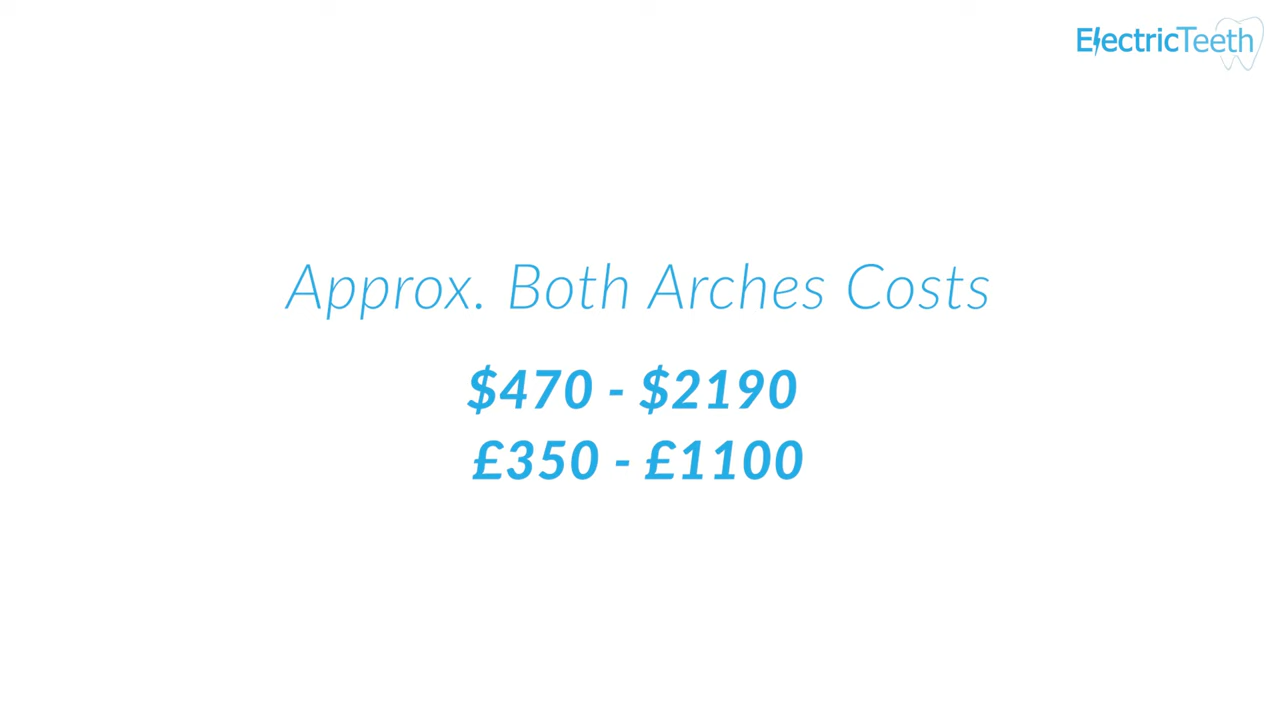 ElectricTeeth
Approx. Both Arches Costs
$470 - $2190
£350 - £1100